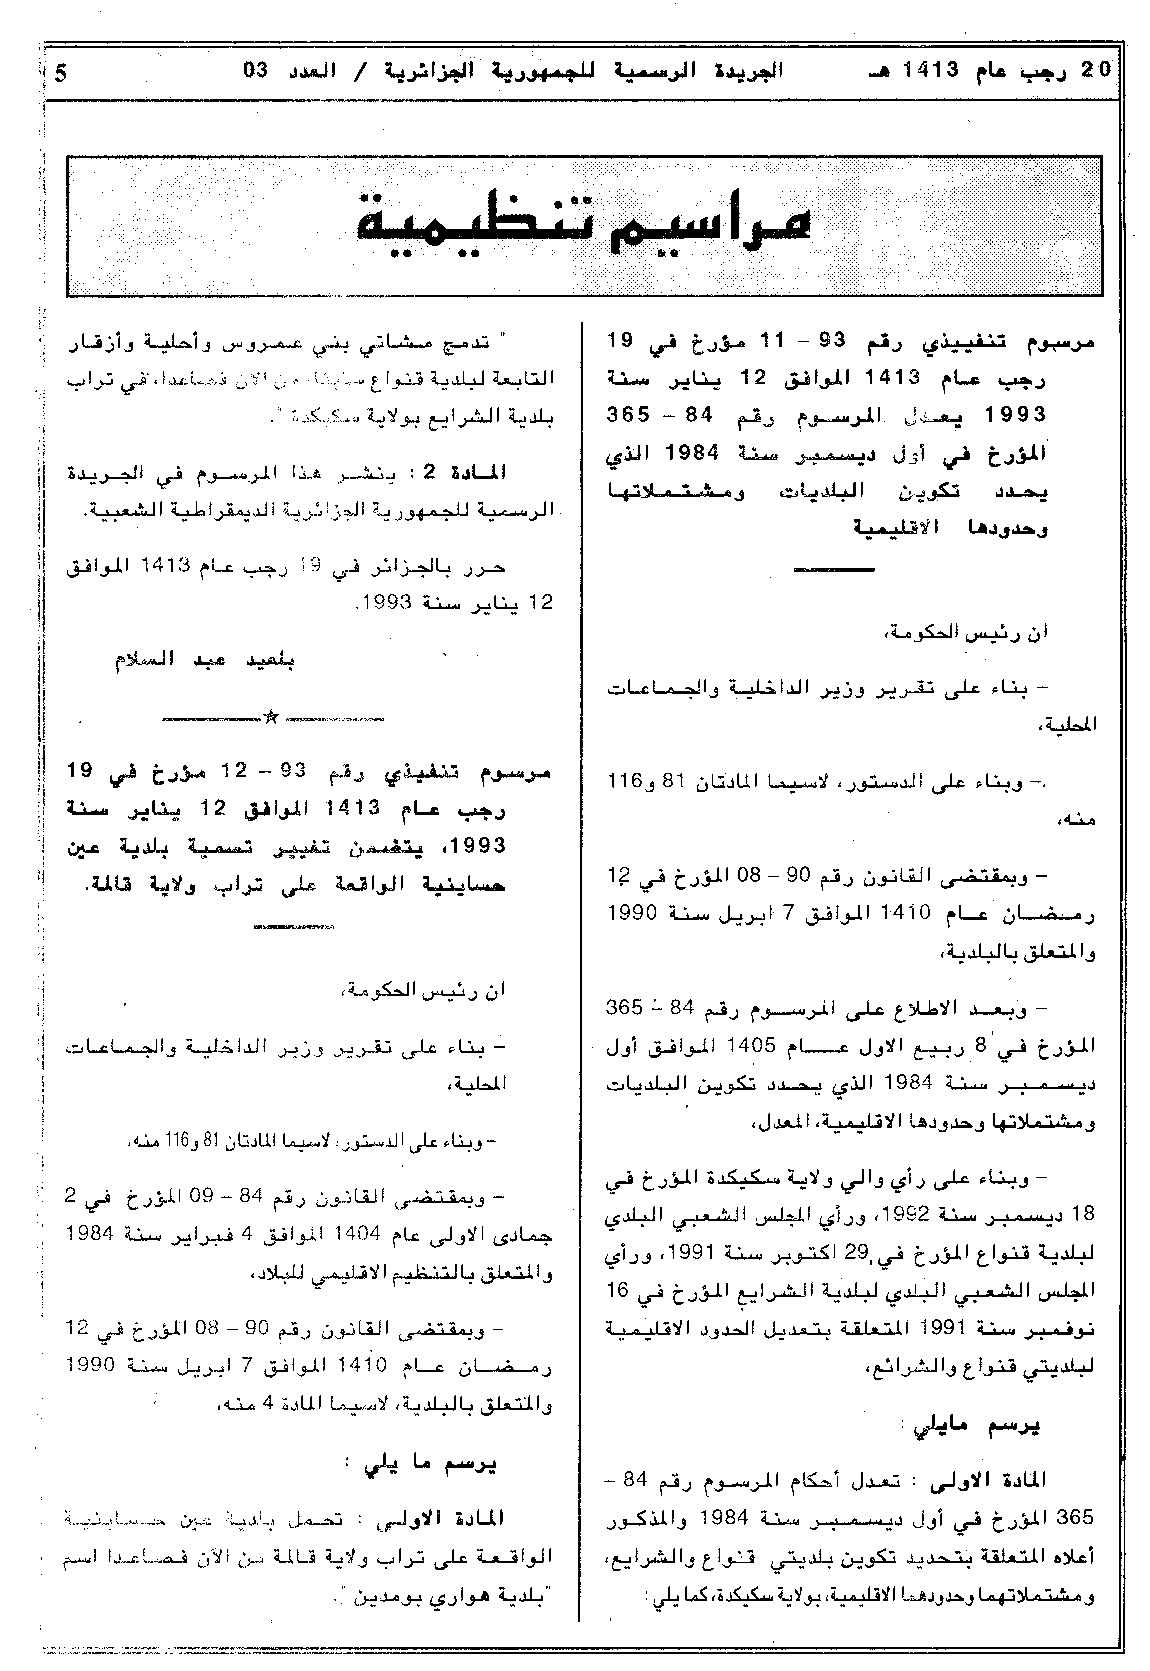 20 رجب عام 1413 هـ
الجريدة الرسمية للجمهورية الجزائرية / العدد 03
5
مراسيم تنظيمية
مرسوم تنفييذي رقم 93 – 11 مؤرخ في 19
رجب عام 1413 الموافق 12 يناير سنة
1993 يعدل المرسوم رقم 84 – 365
المؤرخ في أول ديسمبر سنة 1984 الذي
يحدد تكوين البلديات ومشتملاتها
وحدودها الاقليمية
ان رئيس الحكومة،
– بناء على تقرير وزير الداخلية والجماعات
المحلية،
– وبناء على الدستور، لاسيما المادتان 81 و116
منه،
– وبمقتضى القانون رقم 90 – 08 المؤرخ في 12
رمضان عام 1410 الموافق 7 ابريل سنة 1990
والمتعلق بالبلدية،
– وبعد الاطلاع على المرسوم رقم 84 – 365
المؤرخ في 8 ربيع الاول عام 1405 الموافق أول
ديسمبر سنة 1984 الذي يحدد تكوين البلديات
ومشتملاتها وحدودها الاقليمية، المعدل،
– وبناء على رأي والي ولاية سكيكدة المؤرخ في
18 ديسمبر سنة 1992، ورأي المجلس الشعبي البلدي
لبلدية قنواع المؤرخ في 29 اكتوبر سنة 1991، ورأي
المجلس الشعبي البلدي لبلدية الشرايع المؤرخ في 16
نوفمبر سنة 1991 المتعلقة بتعديل الحدود الاقليمية
لبلديتي قنواع والشرائع،
يرسم مايلي :
المادة الاولى : تعدل أحكام المرسوم رقم 84 –
365 المؤرخ في أول ديسمبر سنة 1984 والمذكور
أعلاه المتعلقة بتحديد تكوين بلديتي قنواع والشرايع،
ومشتملاتهما وحدودهما الاقليمية، بولاية سكيكدة، كما يلي :
" تدمج مشاتي بني عمروس وأحلية وأزقار
التابعة لبلدية قنواع سابقا، من الآن فصاعدا، في تراب
بلدية الشرايع بولاية سكيكدة ".
المادة 2 : ينشر هذا المرسوم في الجريدة
الرسمية للجمهورية الجزائرية الديمقراطية الشعبية.
حرر بالجزائر في 19 رجب عام 1413 الموافق
12 يناير سنة 1993.
بلعيد عبد السلام
مرسوم تنفيذي رقم 93 – 12 مؤرخ في 19
رجب عام 1413 الموافق 12 يناير سنة
1993، يتضمن تغيير تسمية بلدية عين
حساينية الواقعة على تراب ولاية قالمة.
ان رئيس الحكومة،
– بناء على تقرير وزير الداخلية والجماعات
المحلية،
– وبناء على الدستور، لاسيما المادتان 81 و116 منه،
– وبمقتضى القانون رقم 84 – 09 المؤرخ في 2
جمادى الاولى عام 1404 الموافق 4 فبراير سنة 1984
والمتعلق بالتنظيم الاقليمي للبلاد،
– وبمقتضى القانون رقم 90 – 08 المؤرخ في 12
رمضان عام 1410 الموافق 7 ابريل سنة 1990
والمتعلق بالبلدية، لاسيما المادة 4 منه،
يرسم ما يلي :
المادة الاولى : تحمل بلدية عين حساينية
الواقعة على تراب ولاية قالمة من الآن فصاعدا اسم
"بلدية هواري بومدين ".